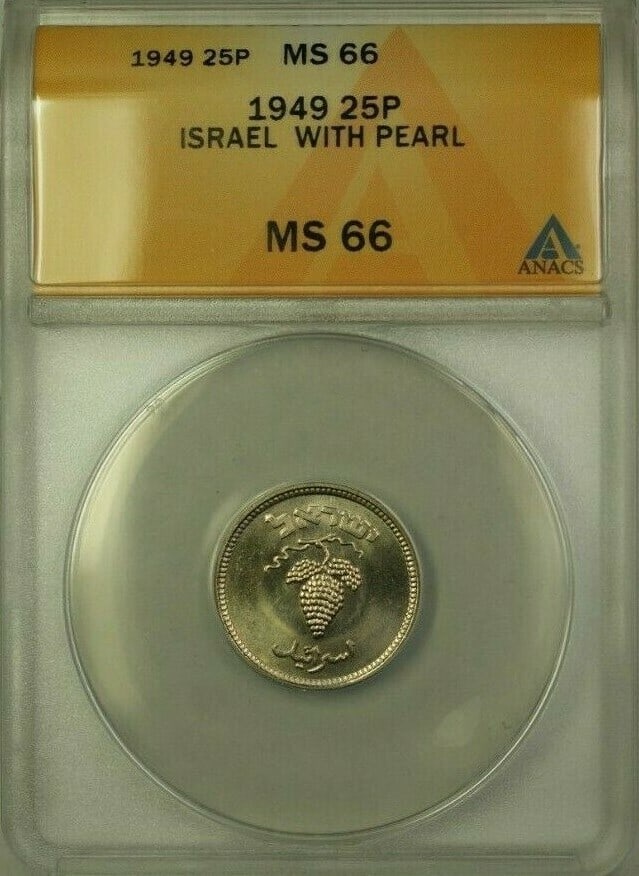 1949 25P MS 66
1949 25P
ISRAEL WITH PEARL
MS 66
ANACS
ישראל
اسرائيل